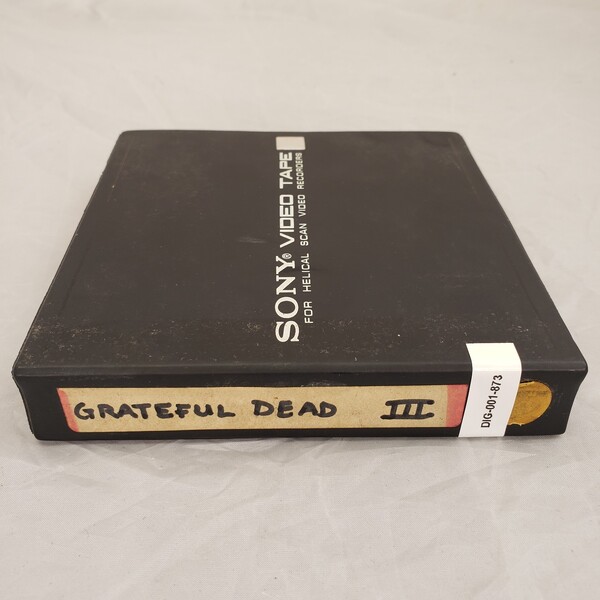 SONY® VIDEO TAPE
FOR HELICAL SCAN VIDEO RECORDERS
GRATEFUL DEAD III
DIG-001-873